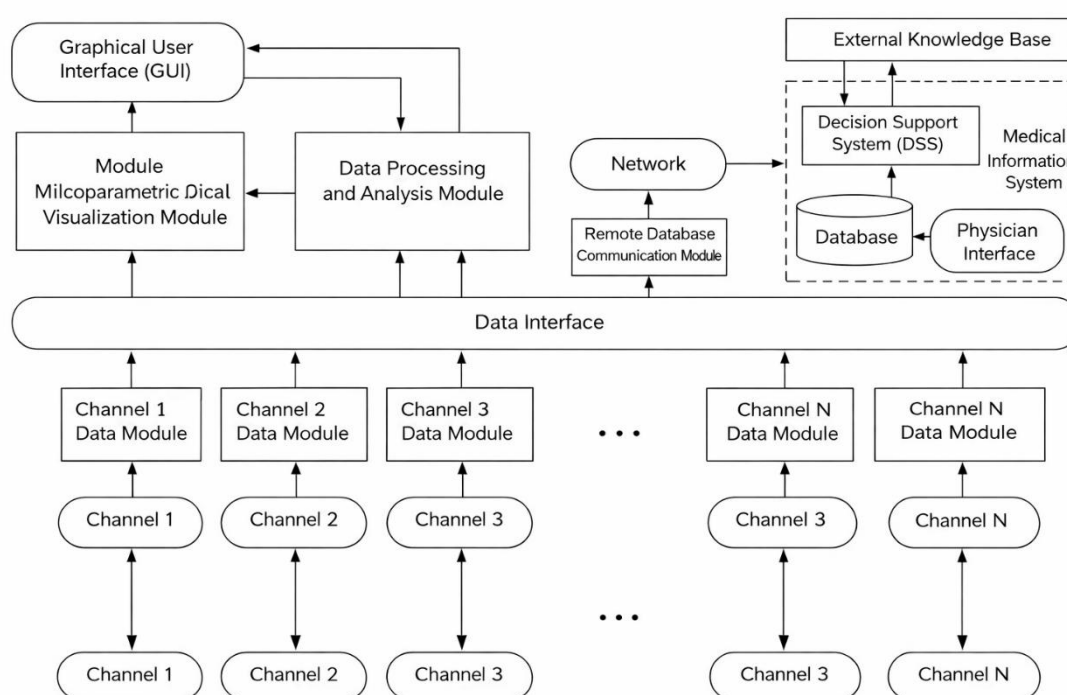 Graphical User
Interface (GUI)
External Knowledge Base
Decision Support
System (DSS)
Medical
Information
System
Module
Milcoparametric Dical
Visualization Module
Data Processing
and Analysis Module
Network
Remote Database
Communication Module
Database
Physician
Interface
Data Interface
Channel 1
Data Module
Channel 2
Data Module
Channel 3
Data Module
...
Channel N
Data Module
Channel N
Data Module
Channel 1
Channel 2
Channel 3
Channel 3
Channel N
...
Channel 1
Channel 2
Channel 3
Channel 3
Channel N